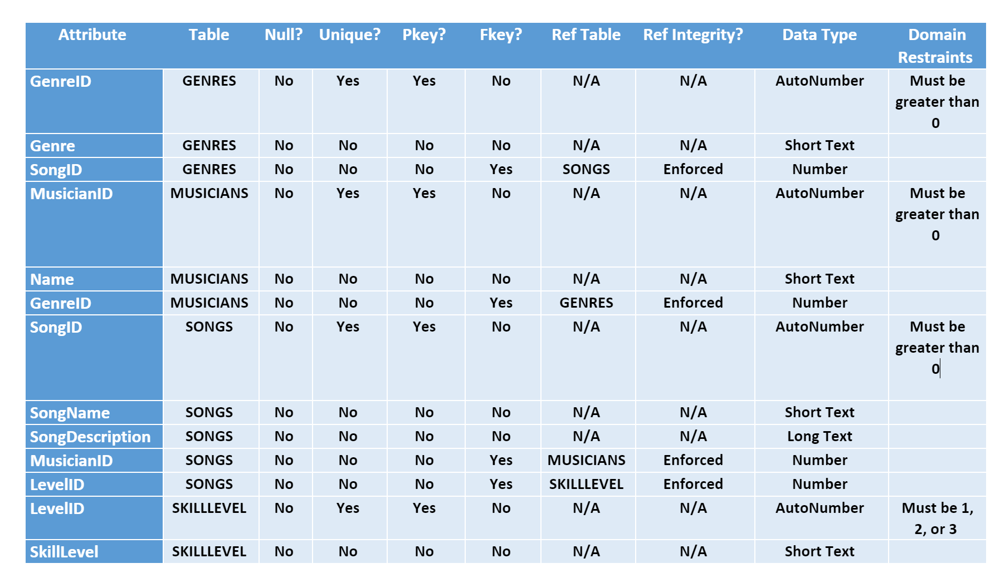 Attribute Table Null? Unique? Pkey? Fkey? Ref Table Ref Integrity? Data Type Domain
Restraints
GenreID GENRES No Yes Yes No N/A N/A AutoNumber Must be
greater than
0
Genre GENRES No No No No N/A N/A Short Text
SongID GENRES No No No Yes SONGS Enforced Number
MusicianID MUSICIANS No Yes Yes No N/A N/A AutoNumber Must be
greater than
0
Name MUSICIANS No No No No N/A N/A Short Text
GenreID MUSICIANS No No No Yes GENRES Enforced Number
SongID SONGS No Yes Yes No N/A N/A AutoNumber Must be
greater than
0
SongName SONGS No No No No N/A N/A Short Text
SongDescription SONGS No No No No N/A N/A Long Text
MusicianID SONGS No No No Yes MUSICIANS Enforced Number
LevelID SONGS No No No Yes SKILLLEVEL Enforced Number
LevelID SKILLLEVEL No Yes Yes No N/A N/A AutoNumber Must be 1,
2, or 3
SkillLevel SKILLLEVEL No No No No N/A N/A Short Text